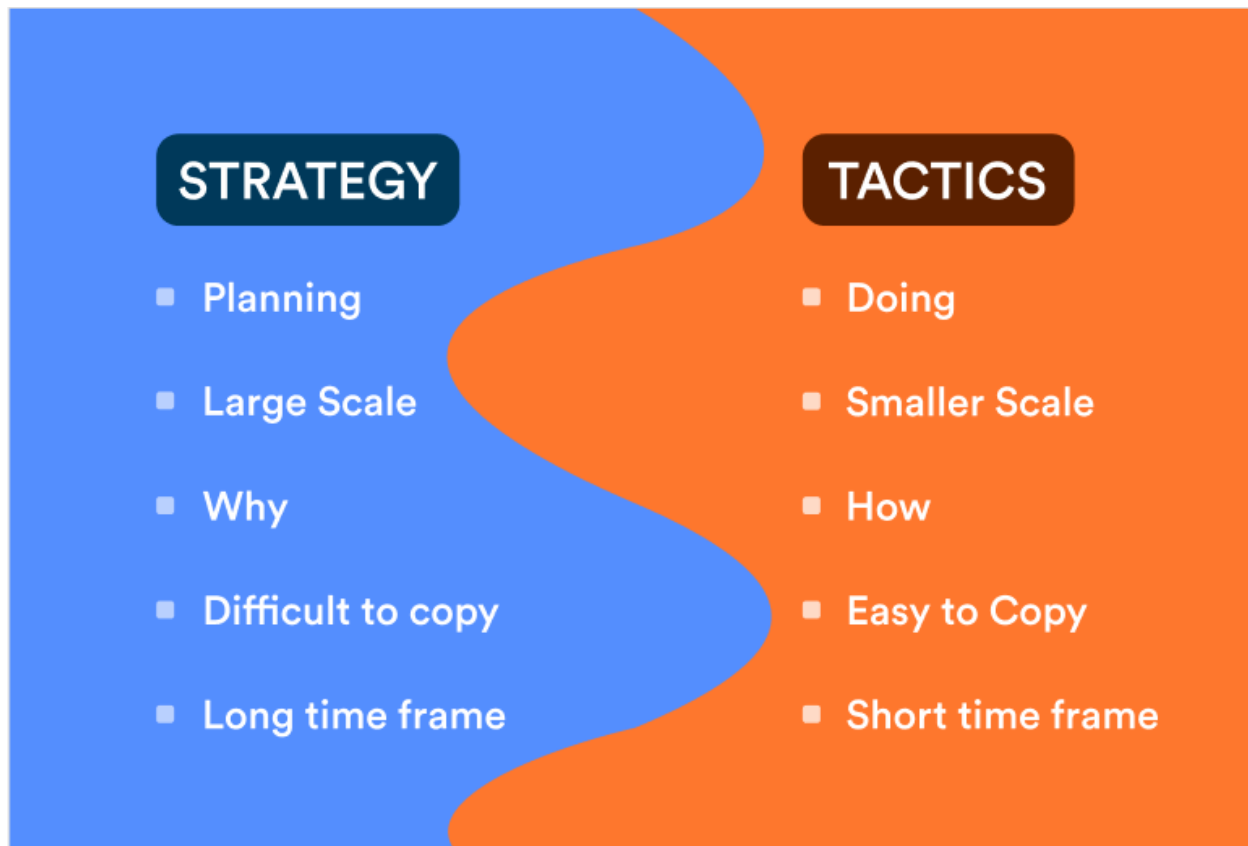 STRATEGY
Planning
Large Scale
Why
Difficult to copy
Long time frame
TACTICS
Doing
Smaller Scale
How
Easy to Copy
Short time frame